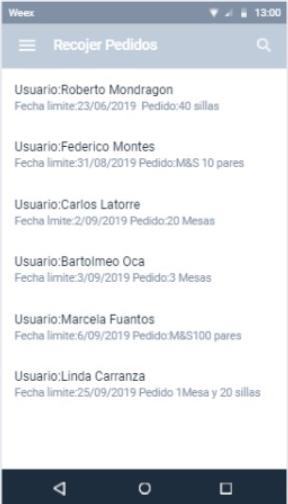 Weex 13:00
Recojer Pedidos
Usuario:Roberto Mondragon
Fecha limite:23/06/2019 Pedido:40 sillas
Usuario:Federico Montes
Fecha limite:31/08/2019 Pedido:M&S 10 pares
Usuario:Carlos Latorre
Fecha lmite:2/09/2019 Pedido:20 Mesas
Usuario:Bartolmeo Oca
Fecha limite:3/09/2019 Pedido:3 Mesas
Usuario:Marcela Fuantos
Fecha limite:6/09/2019 Pedido:M&S100 pares
Usuario:Linda Carranza
Fecha limite:25/09/2019 Pedido 1Mesa y 20 sillas